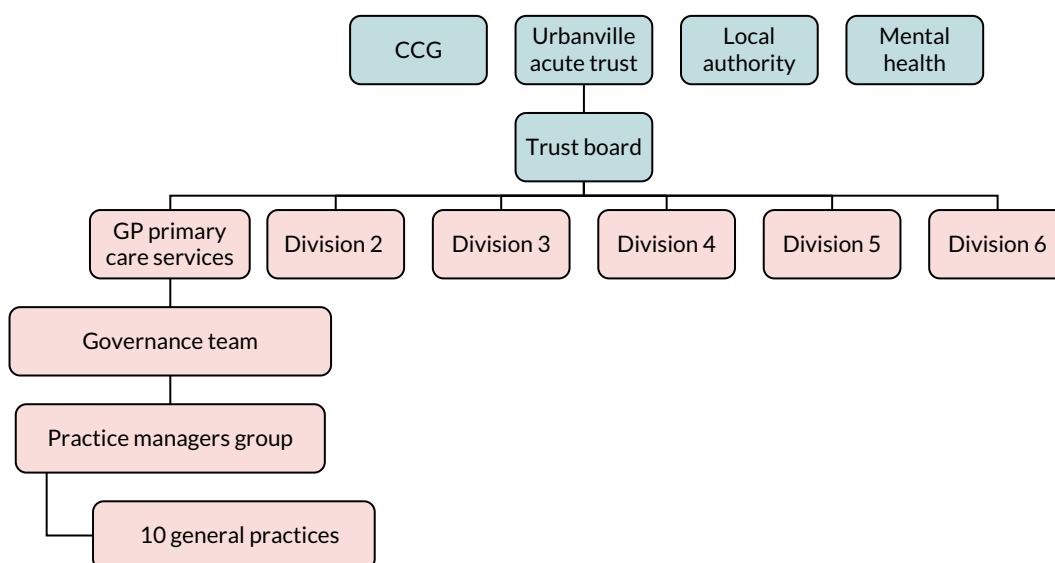 CCG
Urbanville
acute trust
Local
authority
Mental
health
Trust board
GP primary
care services
Division 2
Division 3
Division 4
Division 5
Division 6
Governance team
Practice managers group
10 general practices